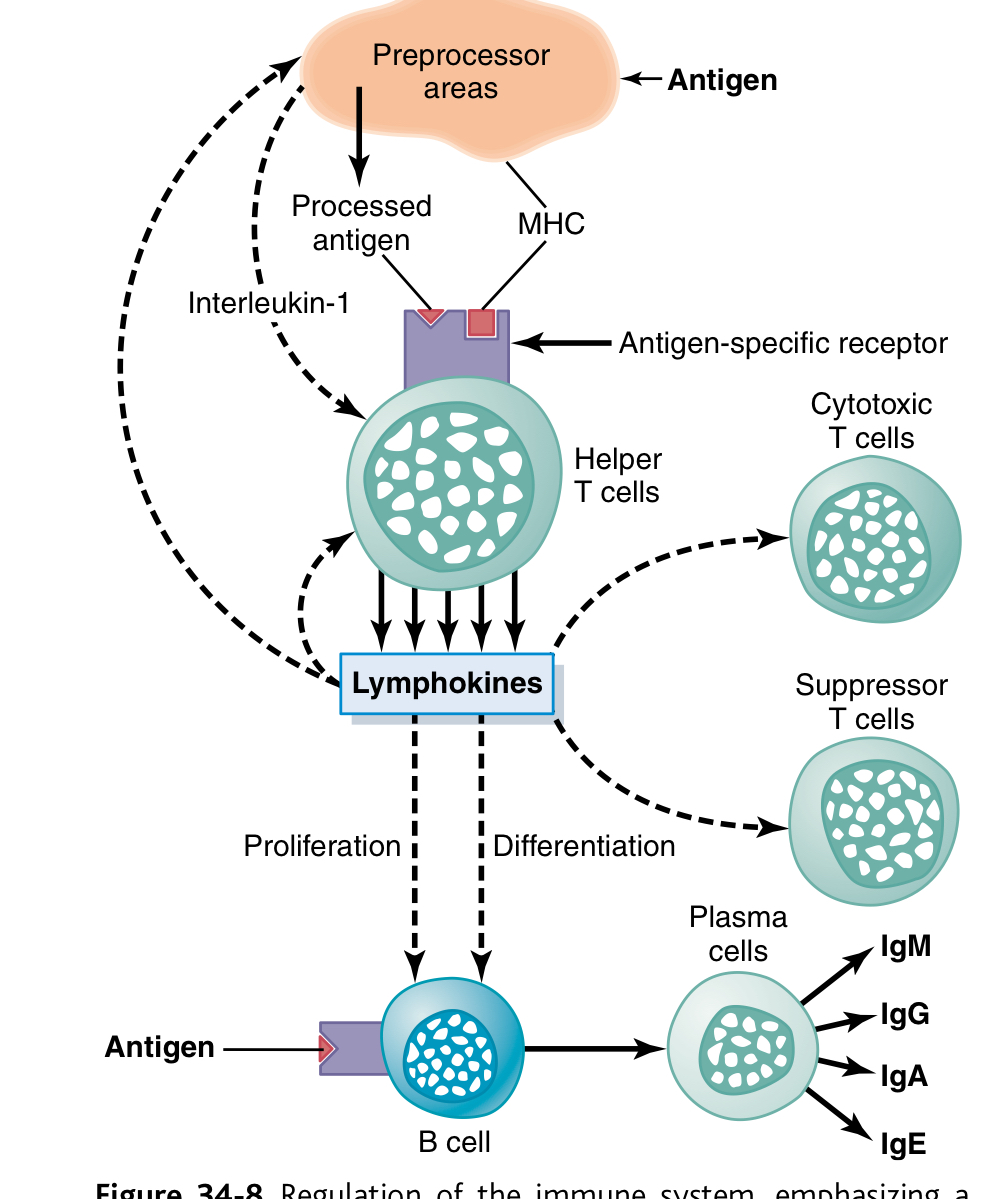 Preprocessor
areas
Antigen
Processed
antigen
MHC
Interleukin-1
Antigen-specific receptor
Cytotoxic
T cells
Helper
T cells
Lymphokines
Suppressor
T cells
Proliferation
Differentiation
Plasma
cells
IgM
IgG
IgA
IgE
Antigen
B cell
Figure 34-8 Regulation of the immune system, emphasizing a